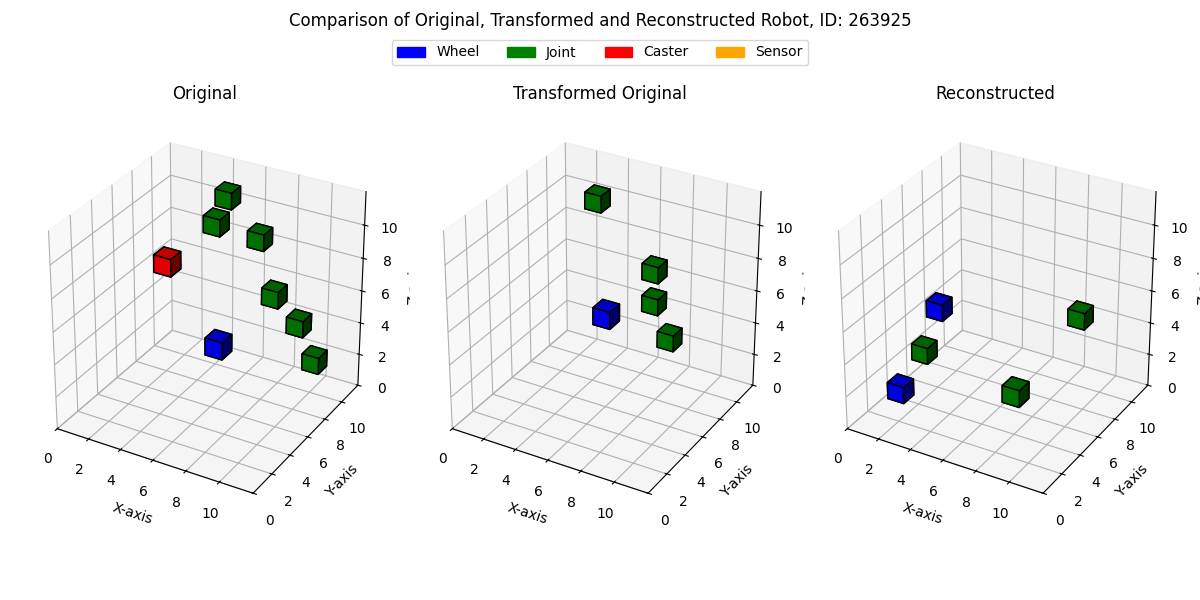 Comparison of Original, Transformed and Reconstructed Robot, ID: 263925
Wheel Joint Caster Sensor
Original
Transformed Original
Reconstructed
0 2 4 6 8 10
X-axis
0 2 4 6 8 10
Y-axis
0 2 4 6 8 10
0 2 4 6 8 10
X-axis
0 2 4 6 8 10
Y-axis
0 2 4 6 8 10
0 2 4 6 8 10
X-axis
0 2 4 6 8 10
Y-axis
0 2 4 6 8 10